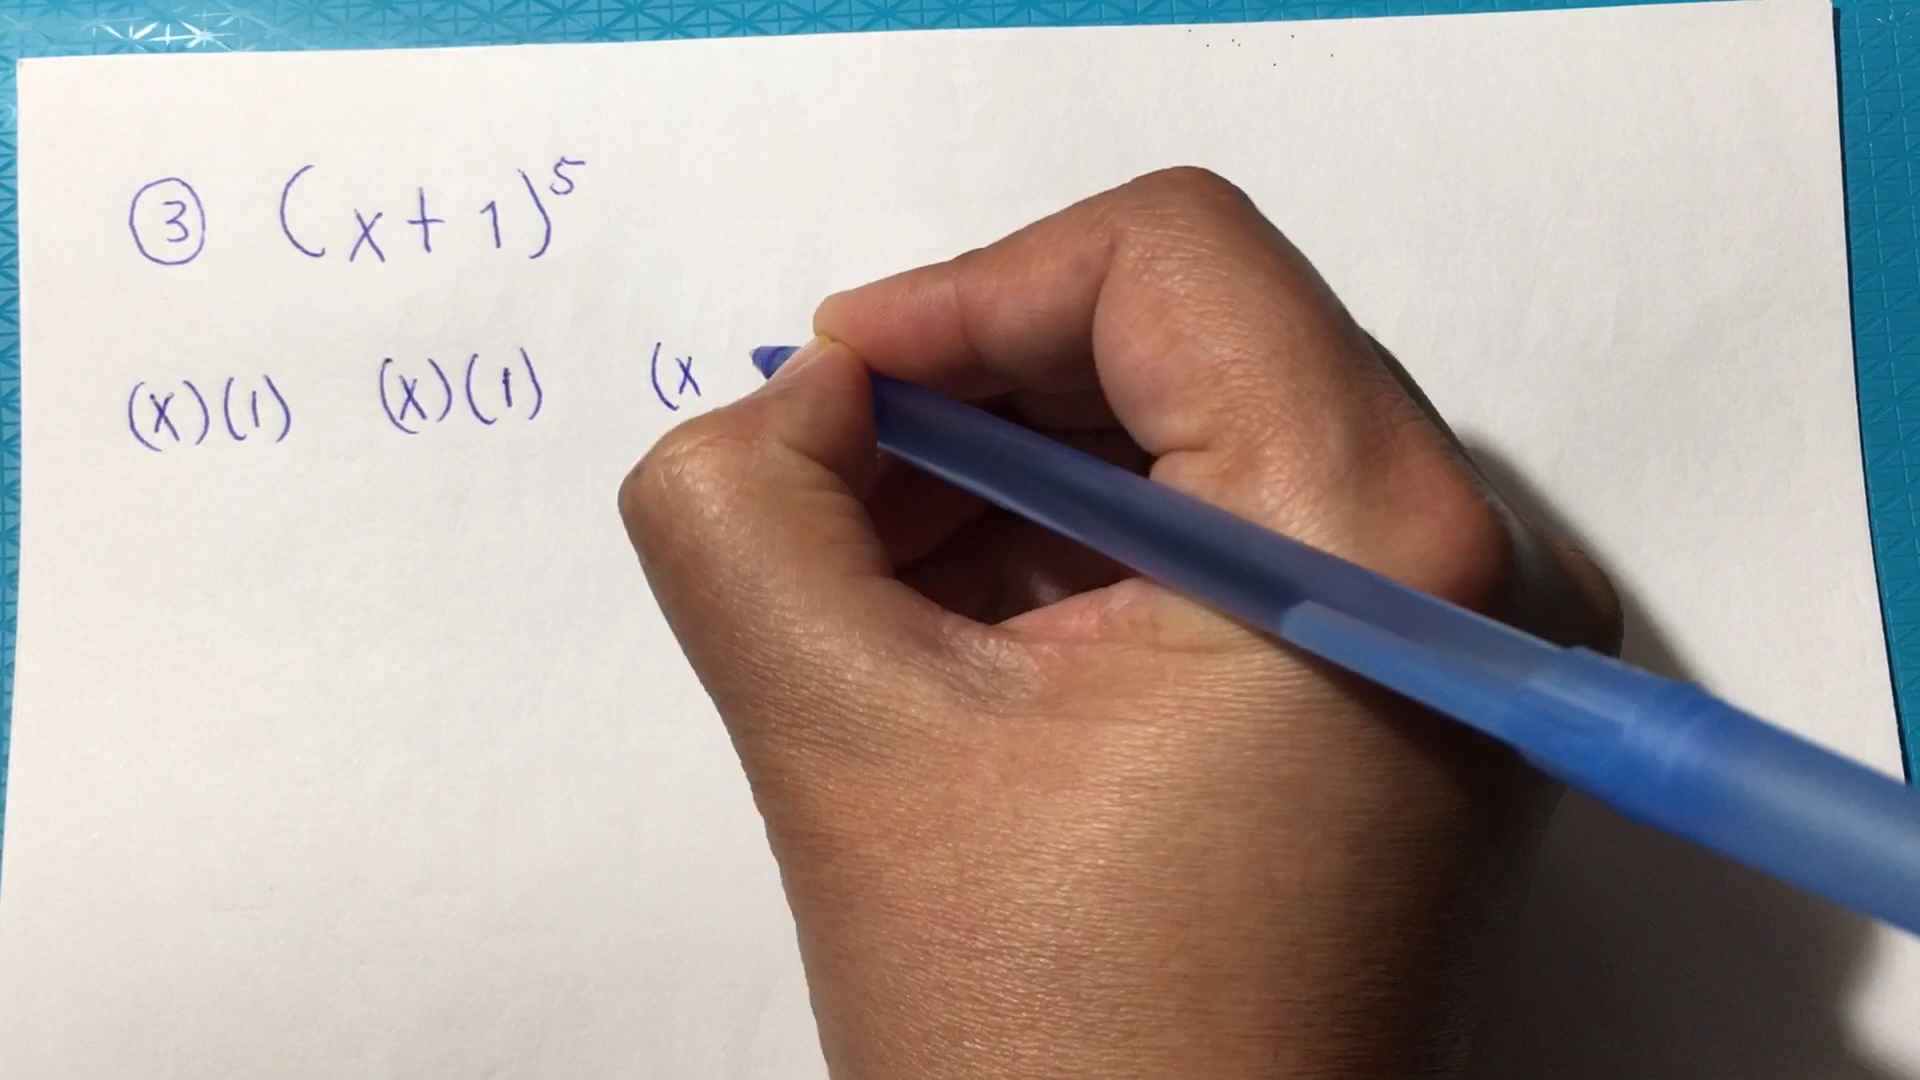 ③ (x+1)⁵
(x)(1) (x)(1) (x